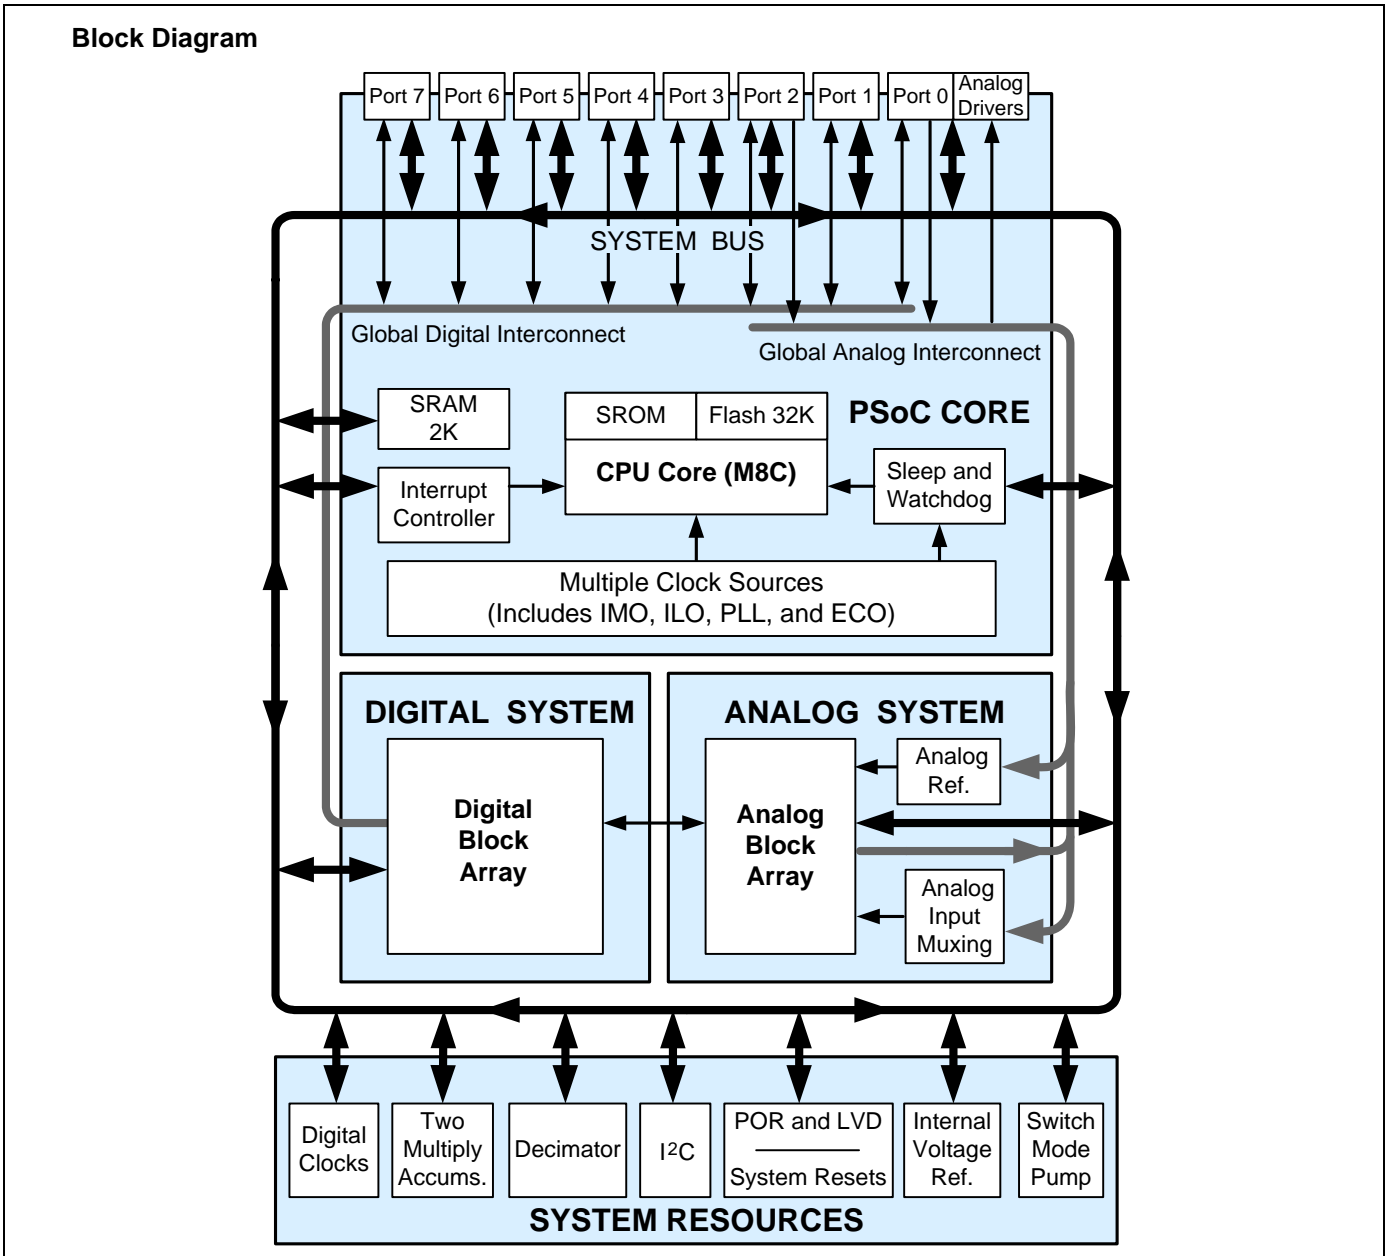 Block Diagram
Port 7 Port 6 Port 5 Port 4 Port 3 Port 2 Port 1 Port 0 Analog
Drivers
SYSTEM BUS
Global Digital Interconnect
Global Analog Interconnect
SRAM
2K
SROM
Flash 32K
PSoC CORE
CPU Core (M8C)
Interrupt
Controller
Sleep and
Watchdog
Multiple Clock Sources
(Includes IMO, ILO, PLL, and ECO)
DIGITAL SYSTEM
Digital
Block
Array
ANALOG SYSTEM
Analog
Block
Array
Analog
Ref.
Analog
Input
Muxing
Digital
Clocks
Two
Multiply
Accums.
Decimator
I²C
POR and LVD
System Resets
Internal
Voltage
Ref.
Switch
Mode
Pump
SYSTEM RESOURCES